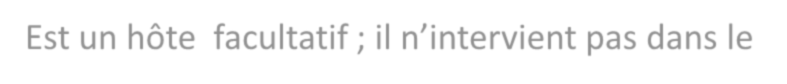 Est un hôte facultatif ; il n’intervient pas dans le